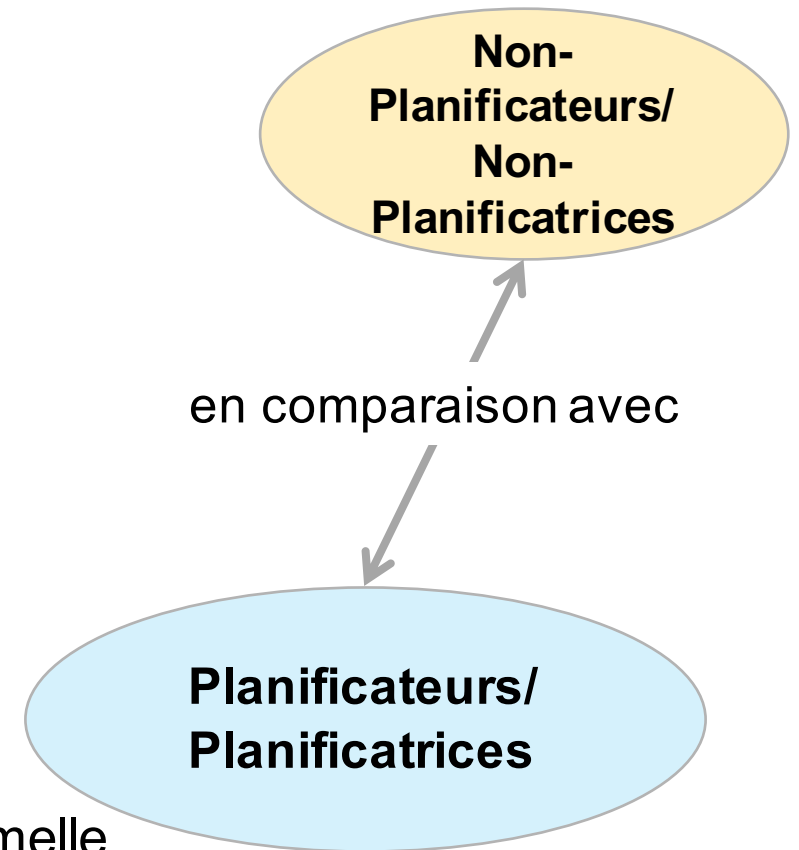 Non-
Planificateurs/
Non-
Planificatrices
en comparaison avec
Planificateurs/
Planificatrices